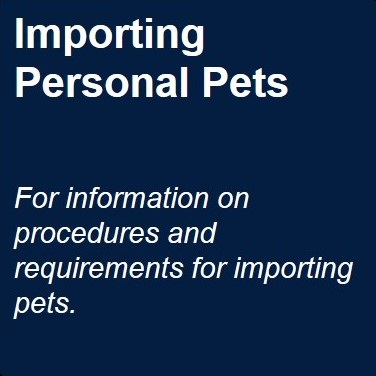 Importing
Personal Pets
For information on
procedures and
requirements for importing
pets.